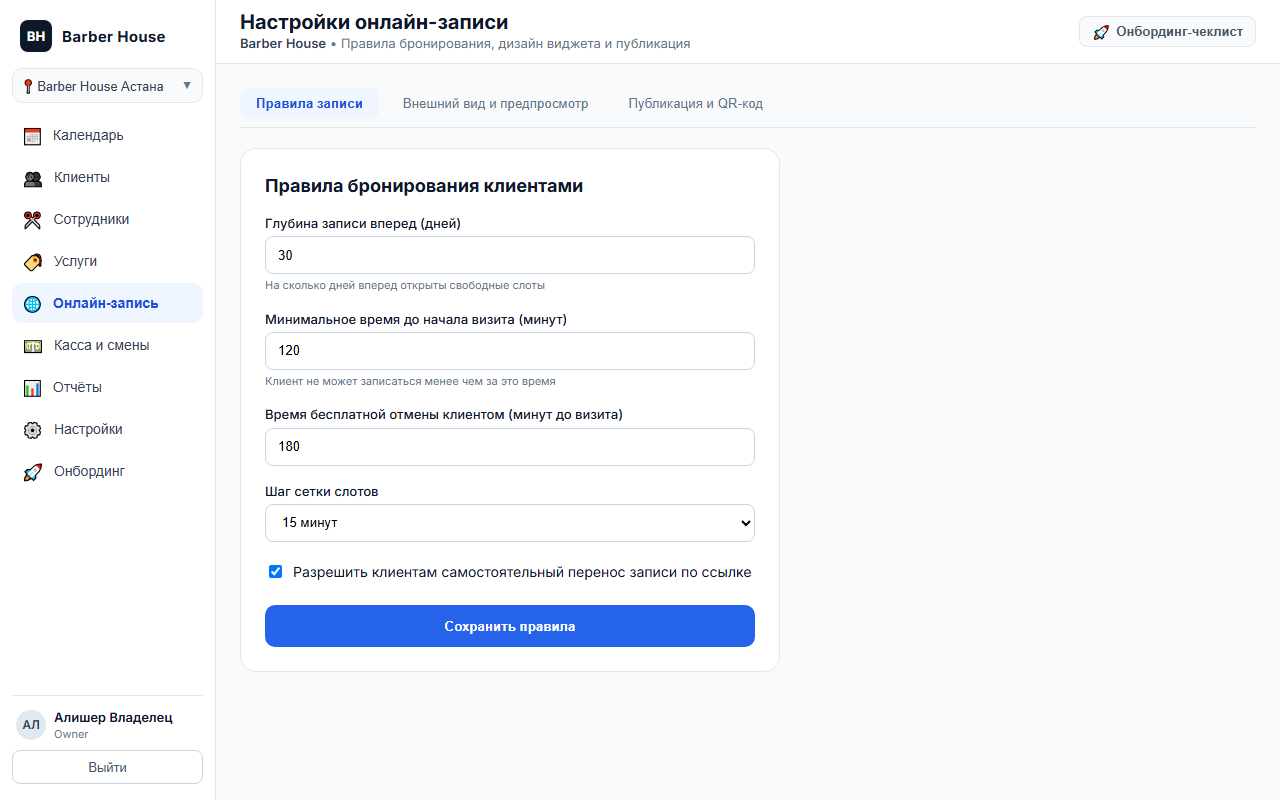 BH Barber House
Barber House Астана ▼
Календарь
Клиенты
Сотрудники
Услуги
Онлайн-запись
Касса и смены
Отчёты
Настройки
Онбординг
АЛ
Алишер Владелец
Owner
Выйти
Настройки онлайн-записи
Barber House • Правила бронирования, дизайн виджета и публикация
Онбординг-чеклист
Правила записи Внешний вид и предпросмотр Публикация и QR-код
Правила бронирования клиентами
Глубина записи вперед (дней)
30
На сколько дней вперед открыты свободные слоты
Минимальное время до начала визита (минут)
120
Клиент не может записаться менее чем за это время
Время бесплатной отмены клиентом (минут до визита)
180
Шаг сетки слотов
15 минут
Разрешить клиентам самостоятельный перенос записи по ссылке
Сохранить правила